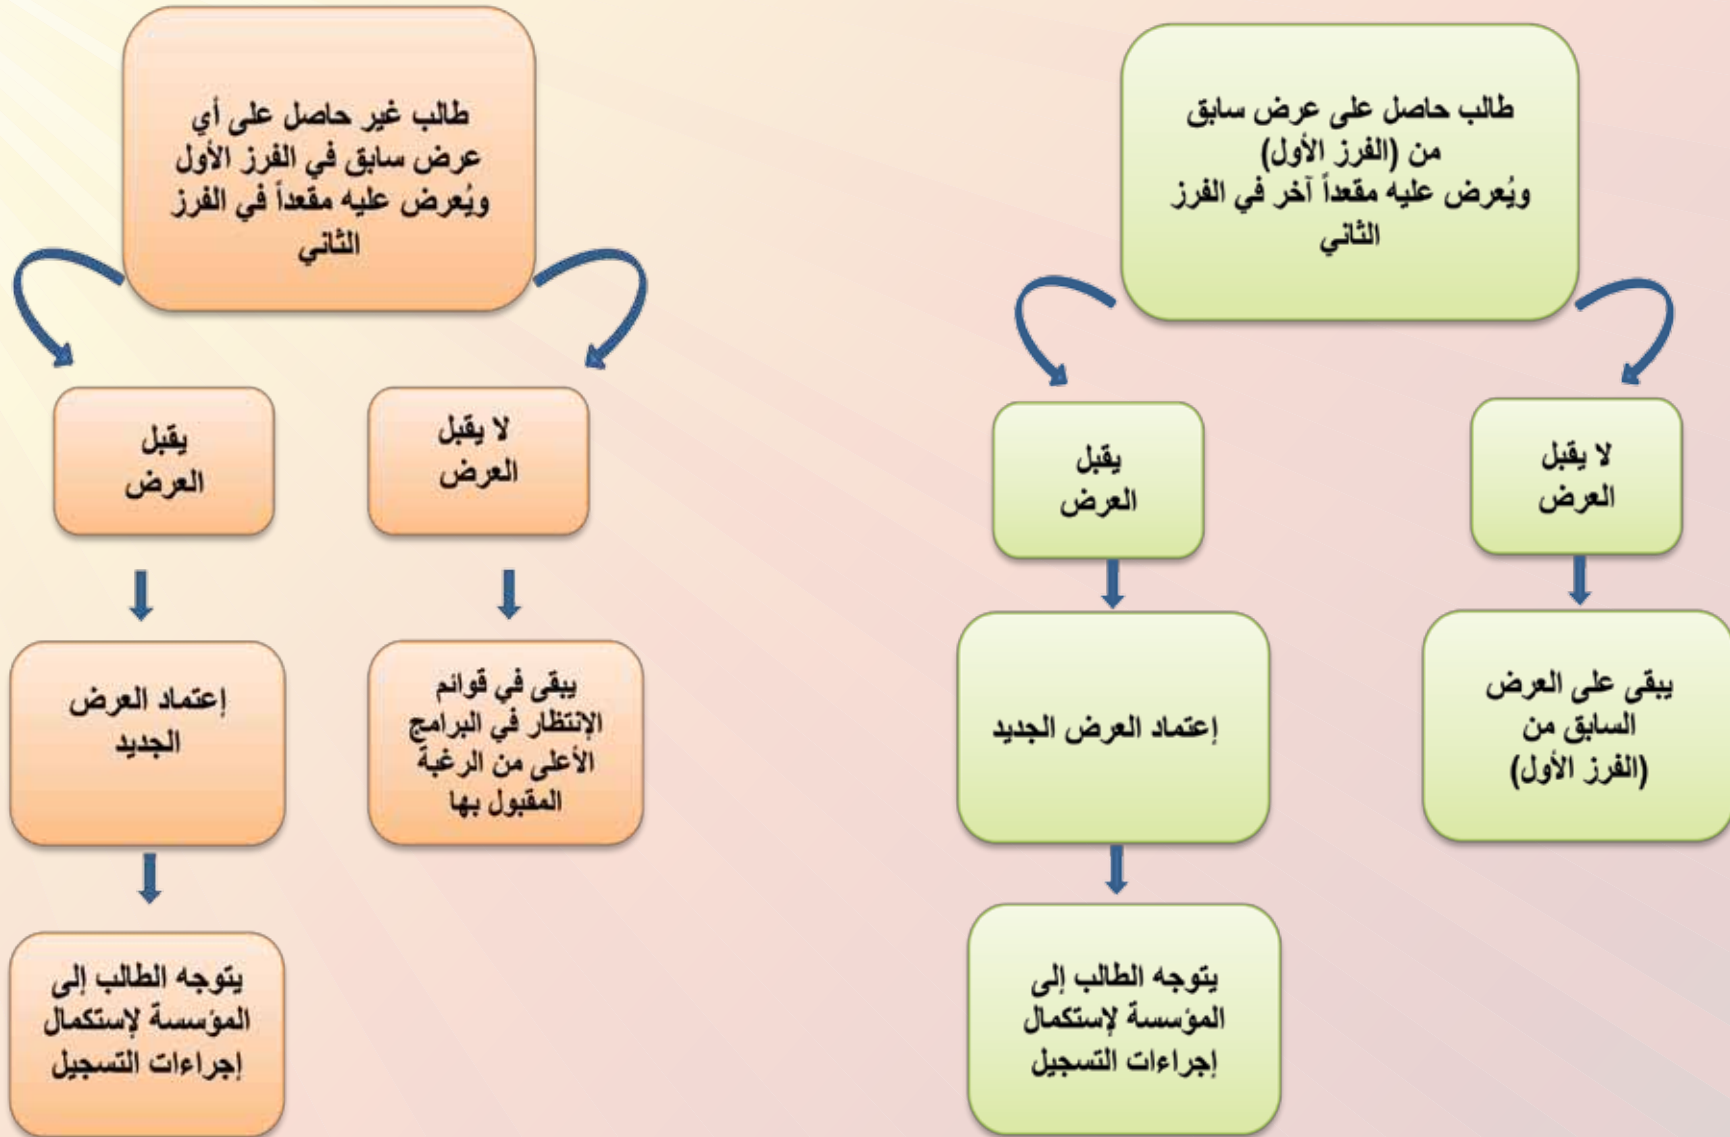 طالب حاصل على عرض سابق
من (الفرز الأول)
ويُعرض عليه مقعداً آخر في الفرز
الثاني
لا يقبل
العرض
يبقى على العرض
السابق من
(الفرز الأول)
يقبل
العرض
إعتماد العرض الجديد
يتوجه الطالب إلى
المؤسسة لإستكمال
إجراءات التسجيل
طالب غير حاصل على أي
عرض سابق في الفرز الأول
ويُعرض عليه مقعداً في الفرز
الثاني
لا يقبل
العرض
يبقى في قوائم
الإنتظار في البرامج
الأعلى من الرغبة
المقبول بها
يقبل
العرض
إعتماد العرض
الجديد
يتوجه الطالب إلى
المؤسسة لإستكمال
إجراءات التسجيل